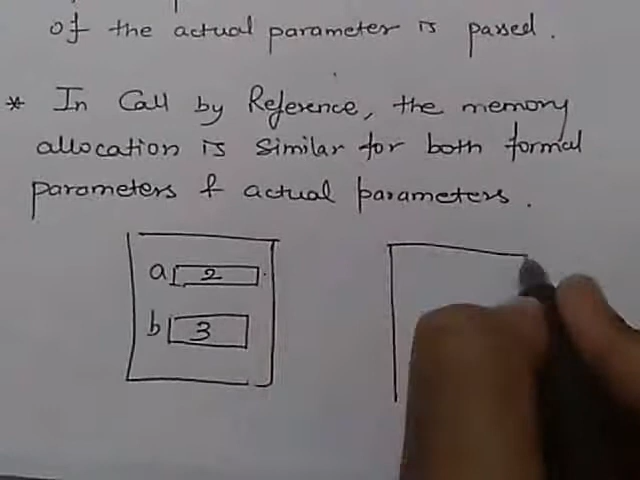 of the actual parameter is passed.
* In Call by Reference, the memory
allocation is similar for both formal
parameters & actual parameters.
a 2
b 3